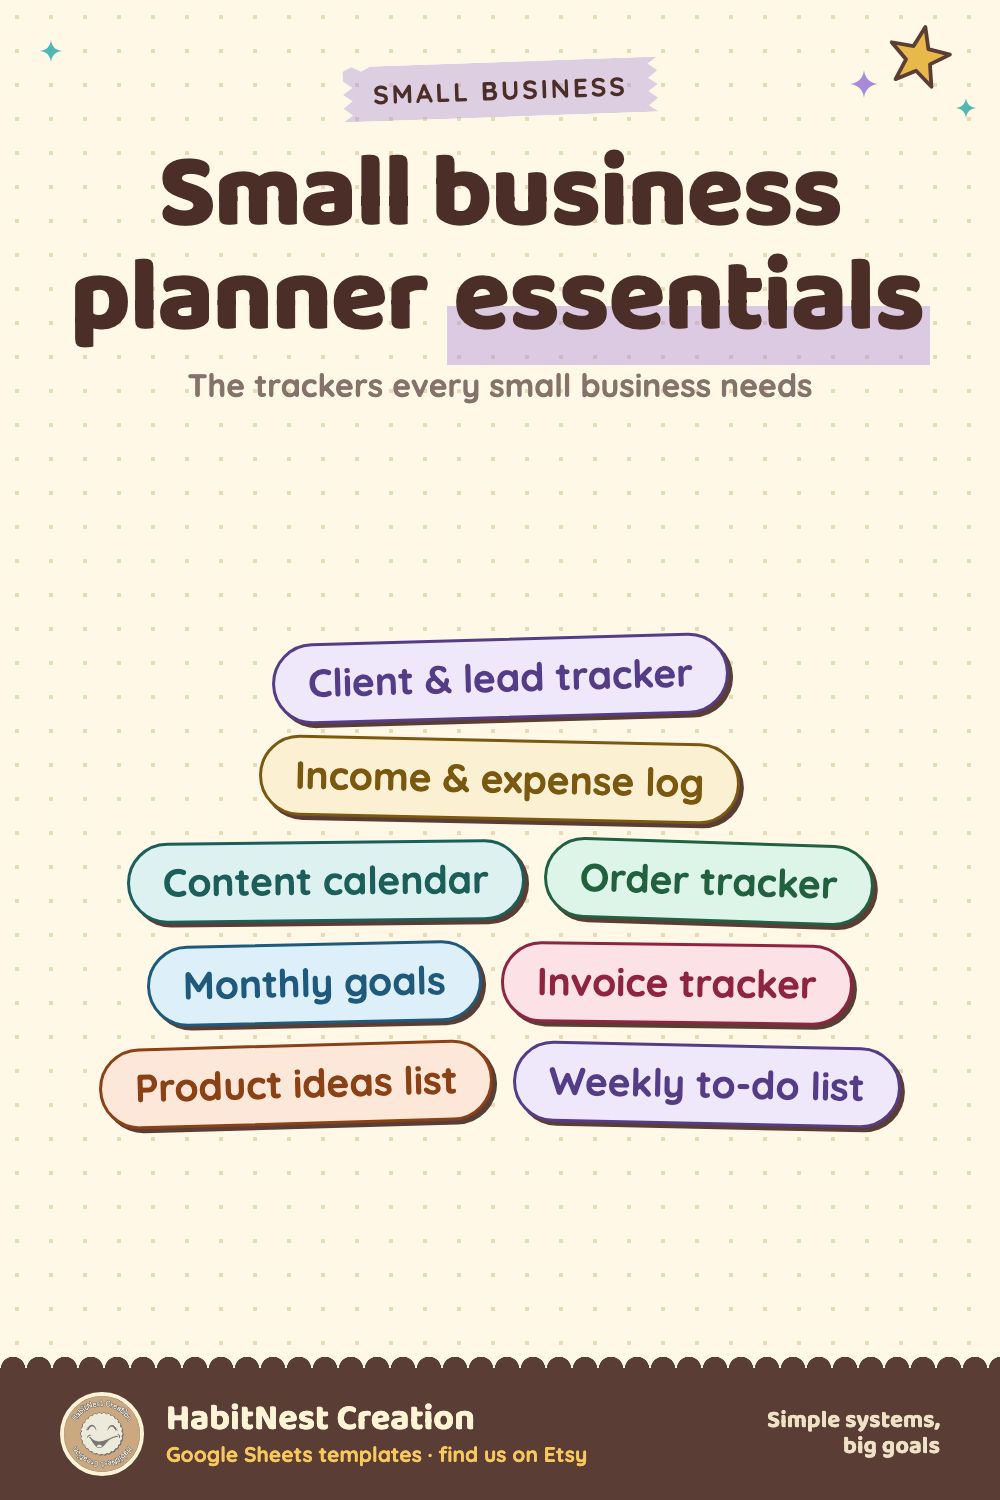 SMALL BUSINESS
Small business
planner essentials
The trackers every small business needs
Client & lead tracker
Income & expense log
Content calendar
Order tracker
Monthly goals
Invoice tracker
Product ideas list
Weekly to-do list
HabitNest Creation
HabitNest Creation
Google Sheets templates · find us on Etsy
Simple systems,
big goals